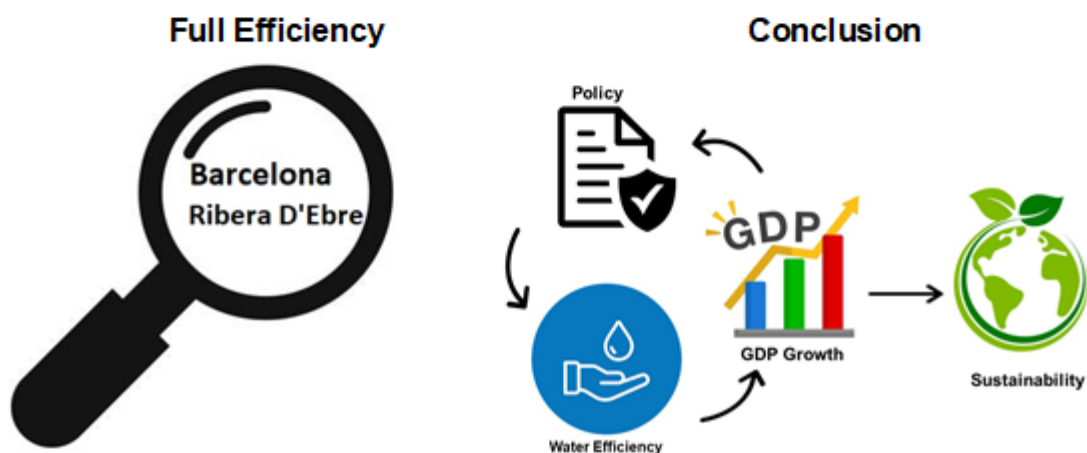 Full Efficiency
Barcelona
Ribera D'Ebre
Conclusion
Policy
GDP
GDP Growth
Water Efficiency
Sustainability